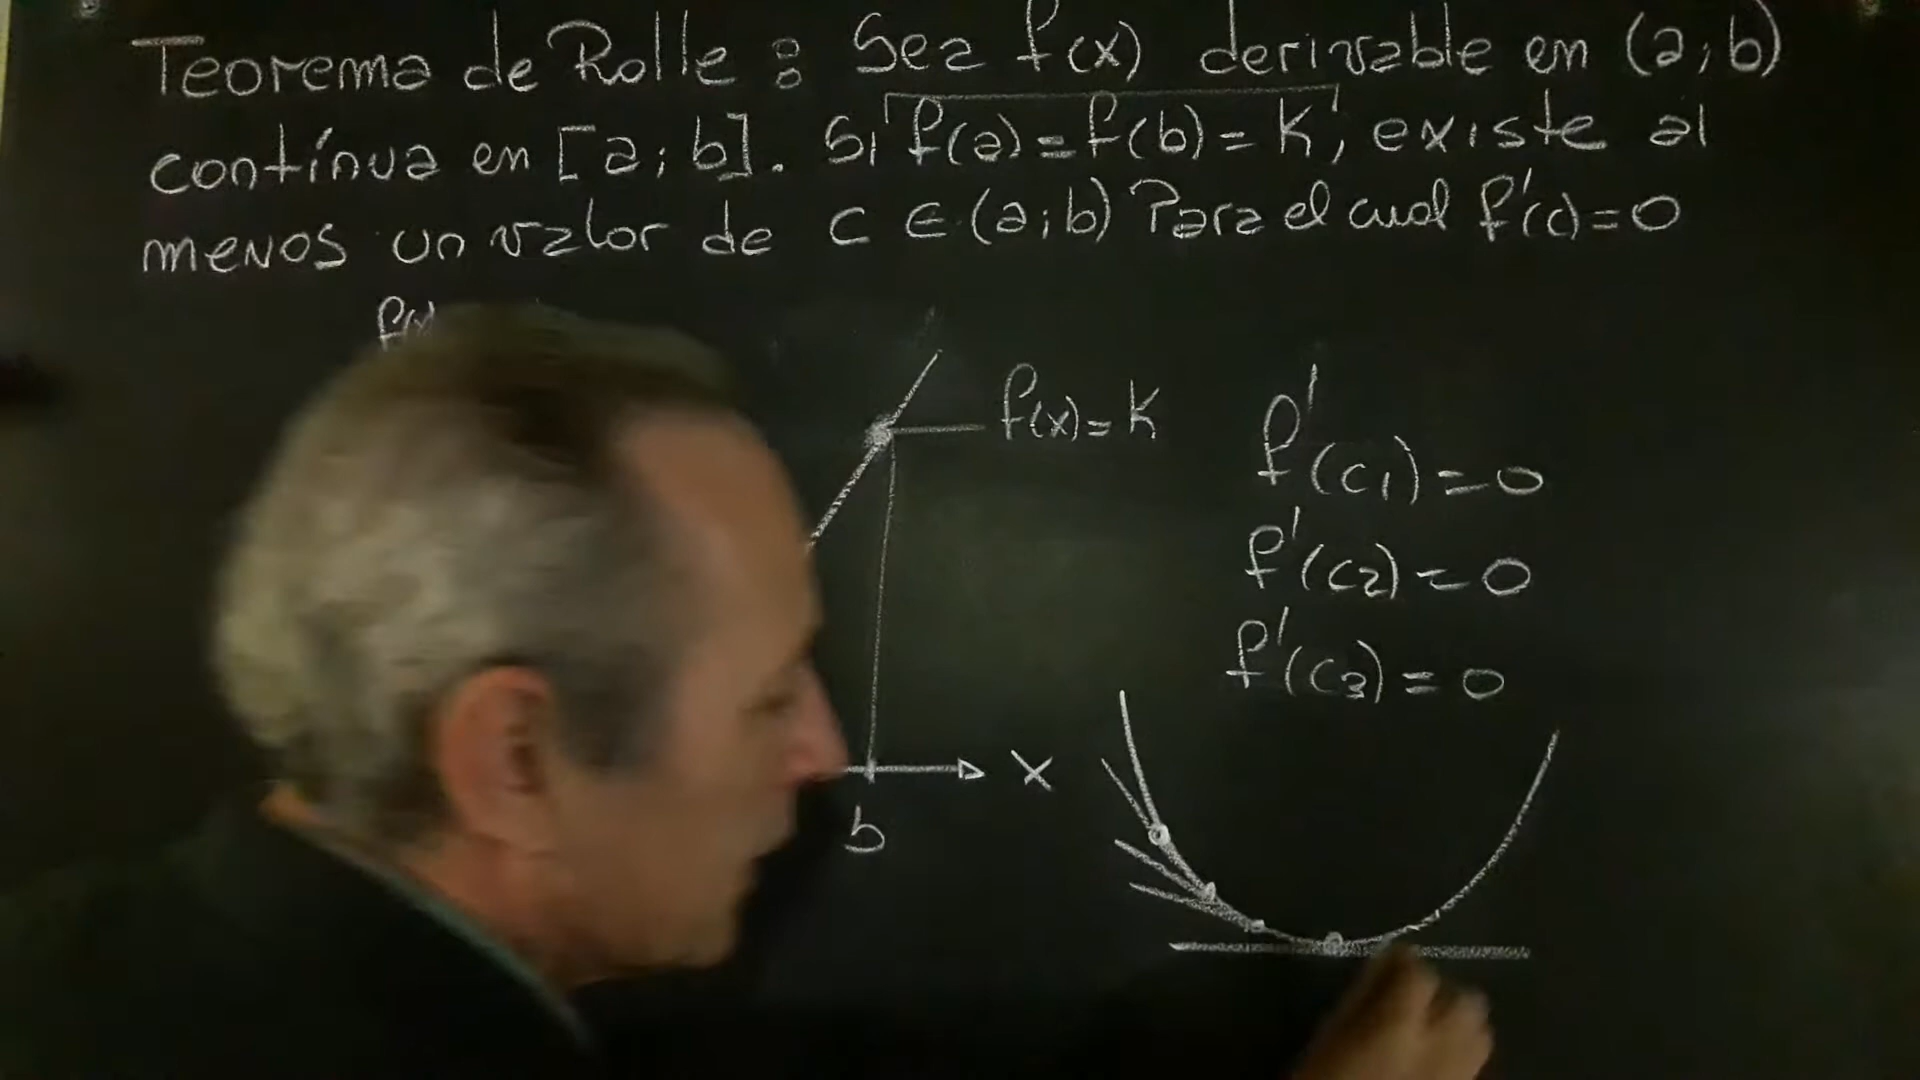 Teorema de Rolle: Sea f(x) derivable en (a;b)
contínua en [a;b]. Si f(a)=f(b)=K, existe al
menos un valor de c ∈ (a;b) Para el cual f'(c)=0
f(x)
f(x)=K
f'(c1)=0
f'(c2)=0
f'(c3)=0
x
b